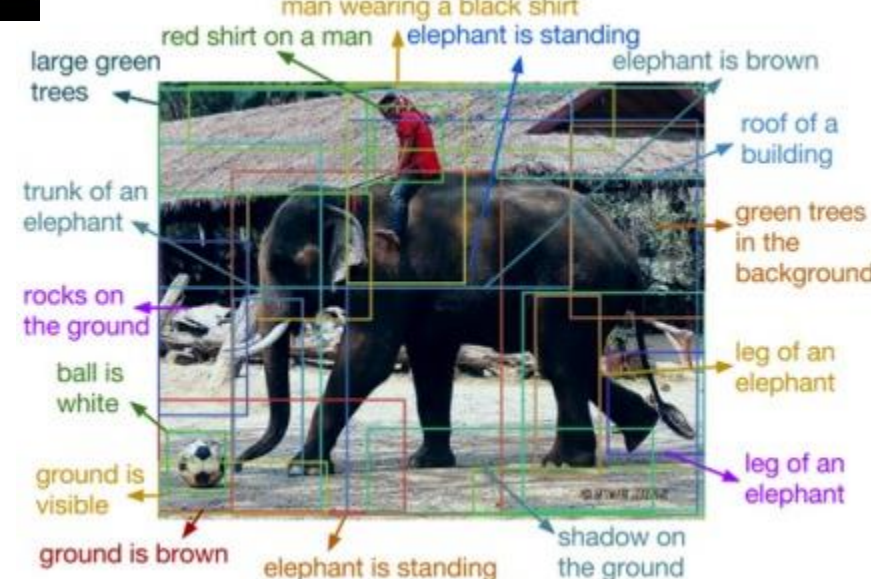 man wearing a black shirt
red shirt on a man
elephant is standing
large green
trees
elephant is brown
roof of a
building
trunk of an
elephant
green trees
in the
background
rocks on
the ground
ball is
white
leg of an
elephant
ground is
visible
leg of an
elephant
ground is brown
elephant is standing
shadow on
the ground